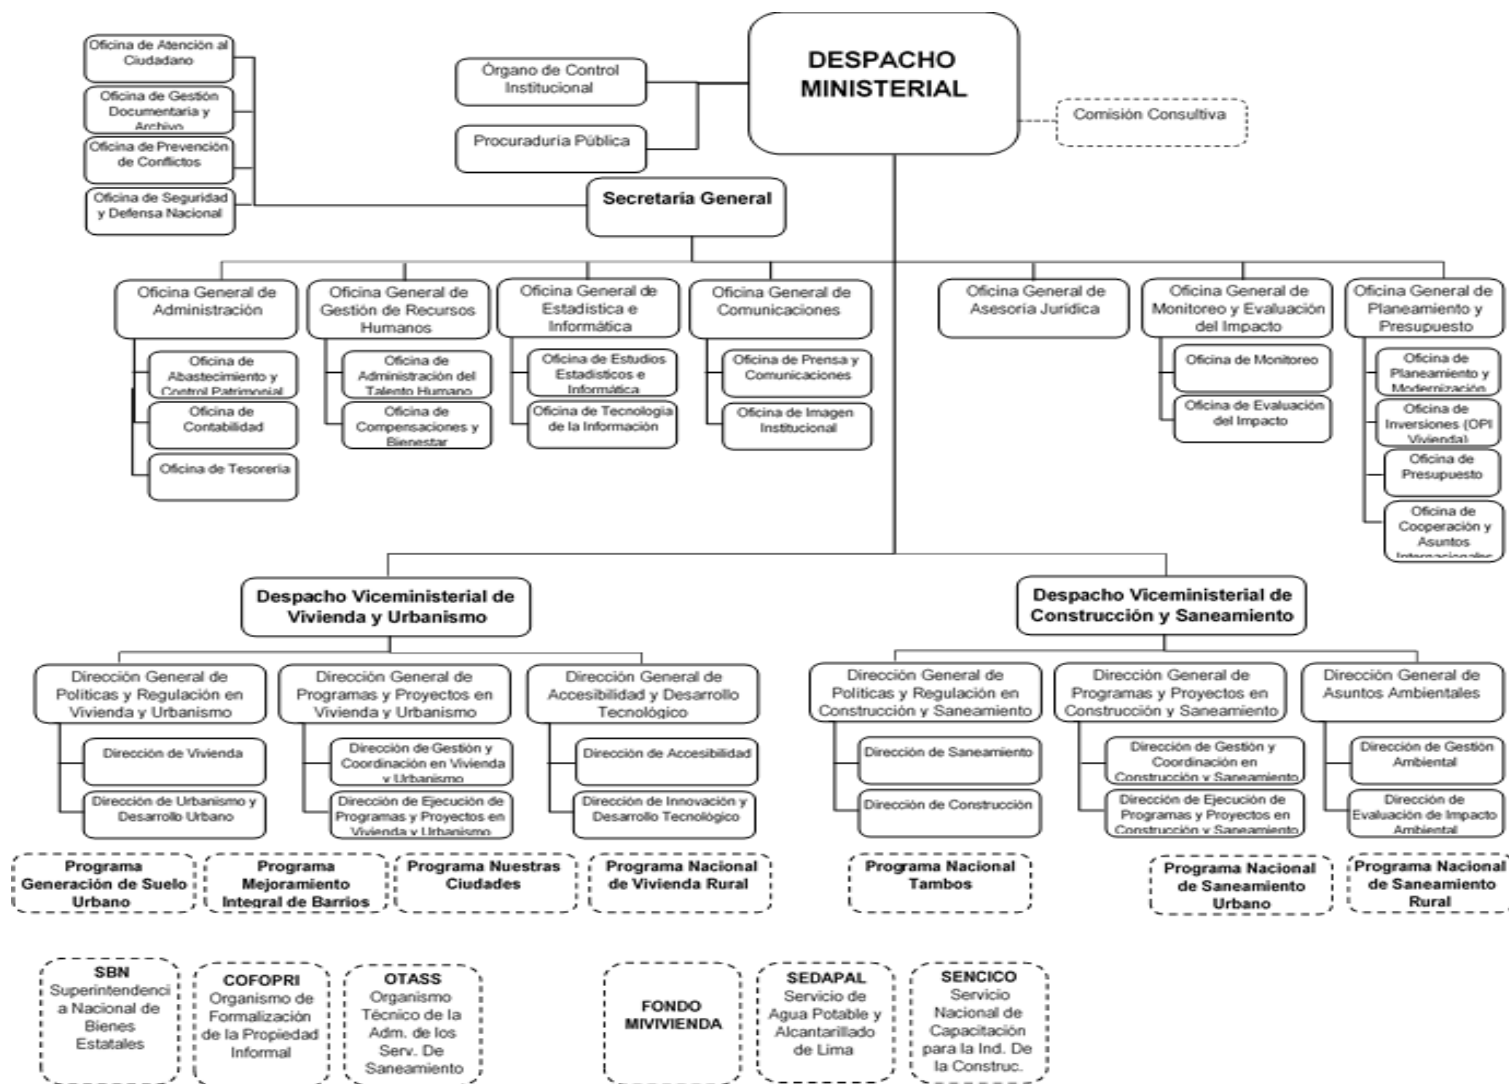 DESPACHO
MINISTERIAL
Órgano de Control
Institucional
Procuraduría Pública
Comisión Consultiva
Oficina de Atención al
Ciudadano
Oficina de Gestión
Documentaria y
Archivo
Oficina de Prevención
de Conflictos
Oficina de Seguridad
y Defensa Nacional
Secretaría General
Oficina General de
Administración
Oficina de
Abastecimiento y
Control Patrimonial
Oficina de
Contabilidad
Oficina de Tesorería
Oficina General de
Gestión de Recursos
Humanos
Oficina de
Administración del
Talento Humano
Oficina de
Compensaciones y
Bienestar
Oficina General de
Estadística e
Informática
Oficina de Estudios
Estadísticos e
Informática
Oficina de Tecnología
de la Información
Oficina General de
Comunicaciones
Oficina de Prensa y
Comunicaciones
Oficina de Imagen
Institucional
Oficina General de
Asesoría Jurídica
Oficina General de
Monitoreo y Evaluación
del Impacto
Oficina de Monitoreo
Oficina de Evaluación
del Impacto
Oficina General de
Planeamiento y
Presupuesto
Oficina de
Planeamiento y
Modernización
Oficina de
Inversiones (OPI
Vivienda)
Oficina de
Presupuesto
Oficina de
Cooperación y
Asuntos
Internacionales
Despacho Viceministerial de
Vivienda y Urbanismo
Dirección General de
Políticas y Regulación en
Vivienda y Urbanismo
Dirección de Vivienda
Dirección de Urbanismo y
Desarrollo Urbano
Dirección General de
Programas y Proyectos en
Vivienda y Urbanismo
Dirección de Gestión y
Coordinación en Vivienda
y Urbanismo
Dirección de Ejecución de
Programas y Proyectos en
Vivienda y Urbanismo
Dirección General de
Accesibilidad y Desarrollo
Tecnológico
Dirección de Accesibilidad
Dirección de Innovación y
Desarrollo Tecnológico
Despacho Viceministerial de
Construcción y Saneamiento
Dirección General de
Políticas y Regulación en
Construcción y Saneamiento
Dirección de Saneamiento
Dirección de Construcción
Dirección General de
Programas y Proyectos en
Construcción y Saneamiento
Dirección de Gestión y
Coordinación en
Construcción y Saneamiento
Dirección de Ejecución de
Programas y Proyectos en
Construcción y Saneamiento
Dirección General de
Asuntos Ambientales
Dirección de Gestión
Ambiental
Dirección de
Evaluación de Impacto
Ambiental
Programa
Generación de Suelo
Urbano
Programa
Mejoramiento
Integral de Barrios
Programa Nuestras
Ciudades
Programa Nacional
de Vivienda Rural
Programa Nacional
Tambos
Programa Nacional
de Saneamiento
Urbano
Programa Nacional
de Saneamiento
Rural
SBN
Superintendenci
a Nacional de
Bienes
Estatales
COFOPRI
Organismo de
Formalización
de la Propiedad
Informal
OTASS
Organismo
Técnico de la
Adm. de los
Serv. De
Saneamiento
FONDO
MIVIVIENDA
SEDAPAL
Servicio de
Agua Potable y
Alcantarillado
de Lima
SENCICO
Servicio
Nacional de
Capacitación
para la Ind. De
la Construc.